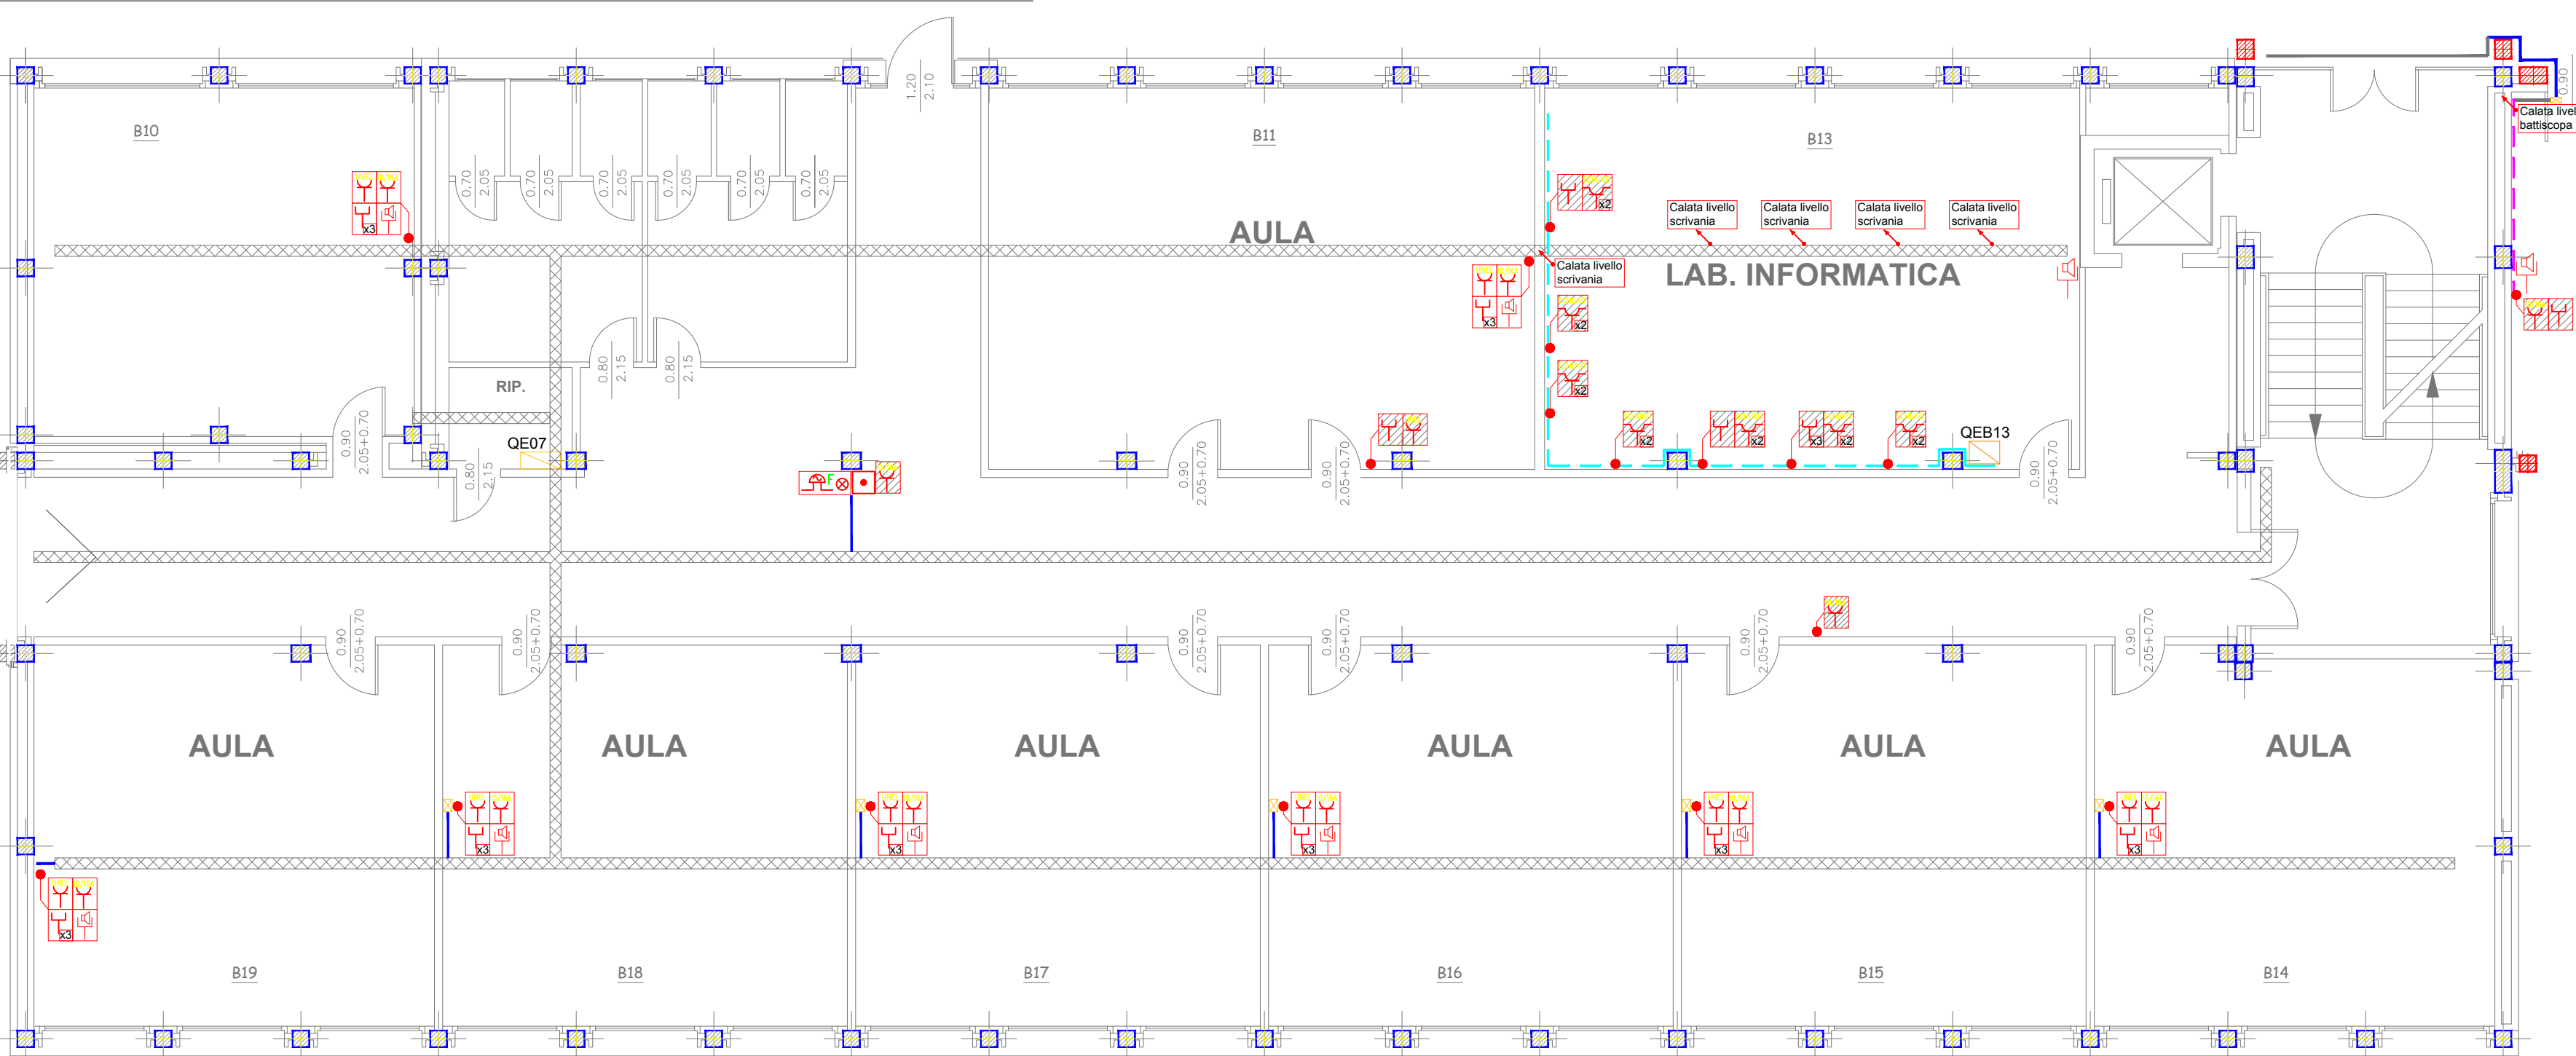 B10
B11
B13
1.20
2.10
0.90
Calata livel
battiscopa
x3
0.70
2.05
0.70
2.05
0.70
2.05
0.70
2.05
0.70
2.05
0.70
2.05
AULA
x2
Calata livello
scrivania
Calata livello
scrivania
Calata livello
scrivania
Calata livello
scrivania
Calata livello
scrivania
LAB. INFORMATICA
x3
x2
x2
RIP.
0.80
2.15
0.80
2.15
0.90
2.05+0.70
QE07
0.80
2.15
F
0.90
2.05+0.70
0.90
2.05+0.70
x2
x2
x3
x2
x2
QEB13
0.90
2.05+0.70
0.90
2.05+0.70
0.90
2.05+0.70
0.90
2.05+0.70
0.90
2.05+0.70
0.90
2.05+0.70
0.90
2.05+0.70
AULA
AULA
AULA
AULA
AULA
AULA
x3
x3
x3
x3
x3
x3
B19
B18
B17
B16
B15
B14